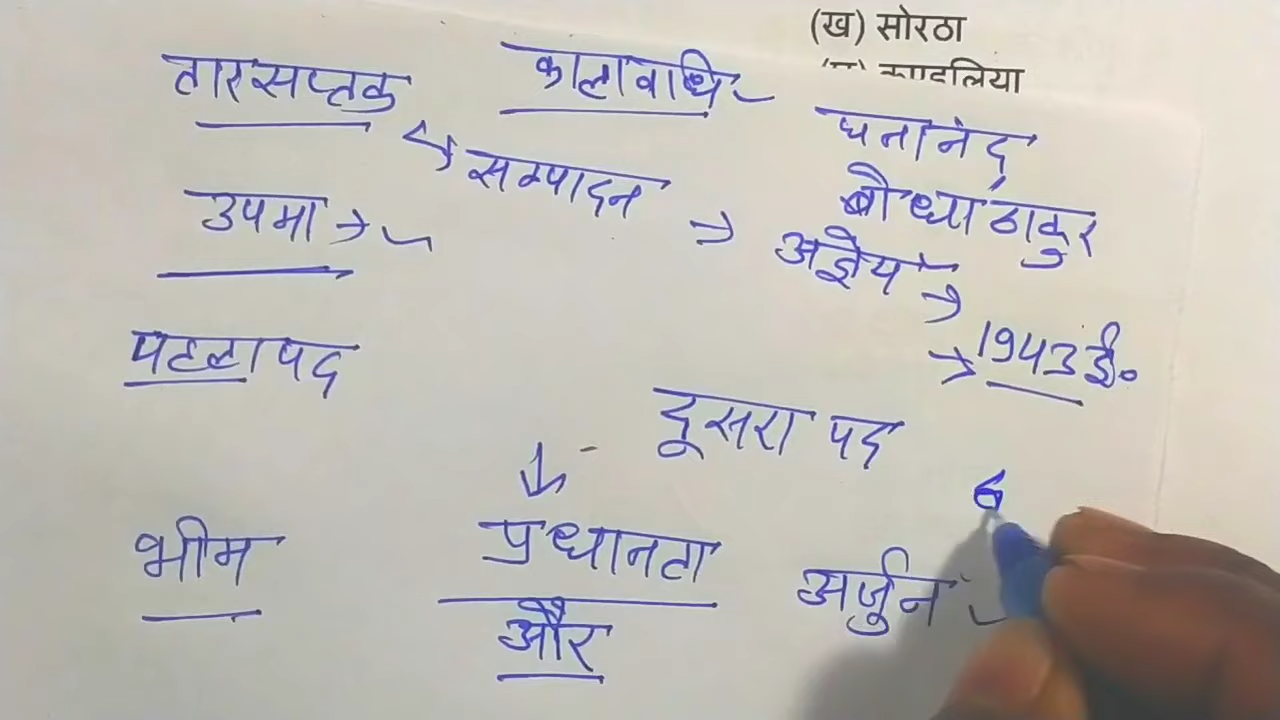 (ख) सोरठा
तारसप्तक
कालावधि -
घनानंद
सम्पादन
बौधा ठाकुर
उपमा →
अज्ञेय →
→ 1943 ई०
पहला पद
दूसरा पद
भीम
प्रधानता
अर्जुन
और